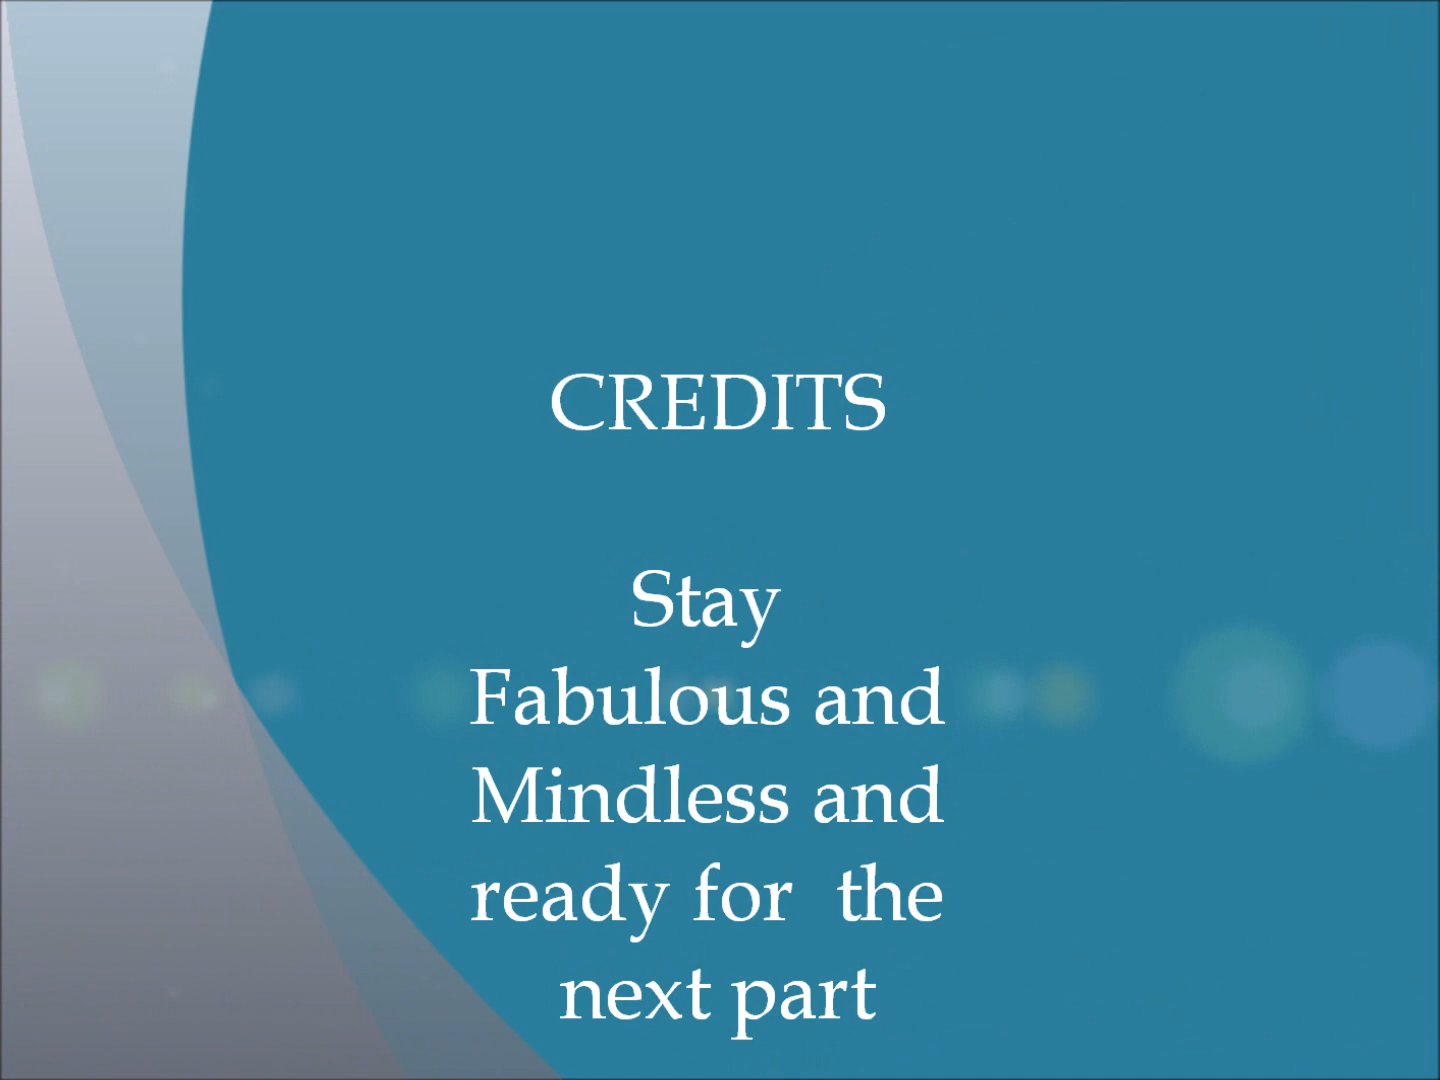 CREDITS
Stay
Fabulous and
Mindless and
ready for  the
next part